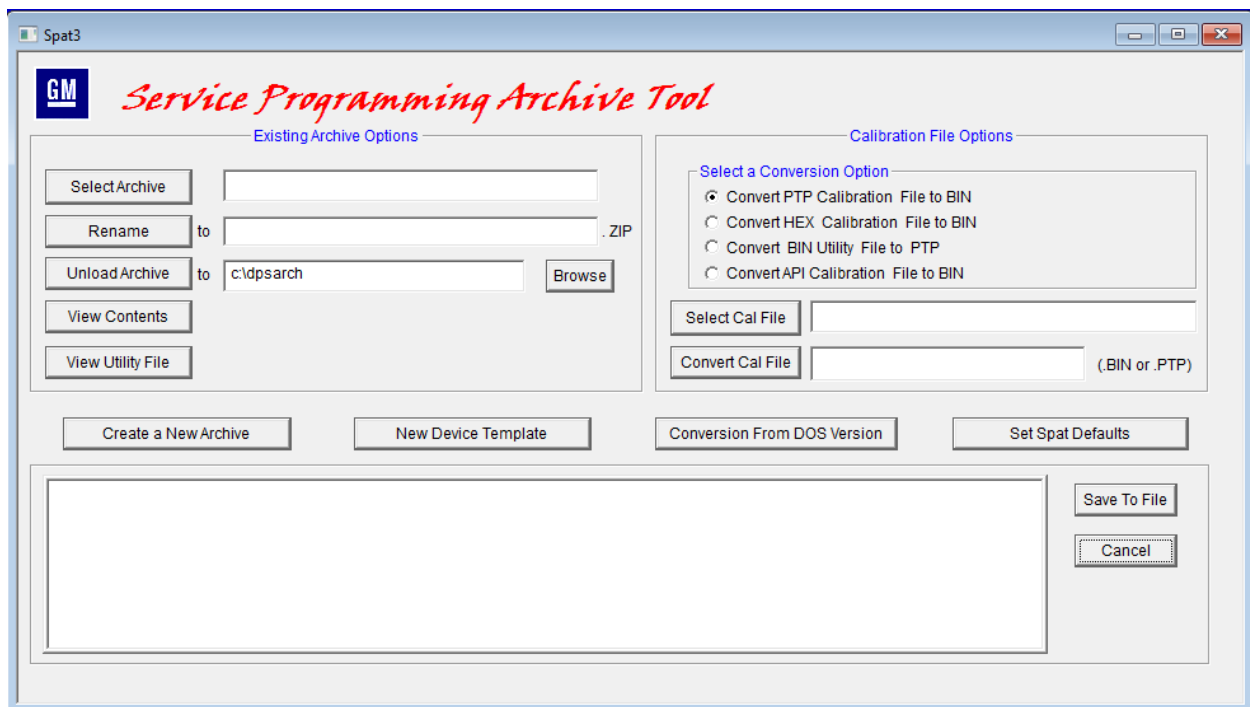 Spat3
GM
Service Programming Archive Tool
Existing Archive Options
Select Archive
Rename to .ZIP
Unload Archive to c:\dpsarch Browse
View Contents
View Utility File
Calibration File Options
Select a Conversion Option
Convert PTP Calibration File to BIN
Convert HEX Calibration File to BIN
Convert BIN Utility File to PTP
Convert API Calibration File to BIN
Select Cal File
Convert Cal File (.BIN or .PTP)
Create a New Archive New Device Template Conversion From DOS Version Set Spat Defaults
Save To File
Cancel